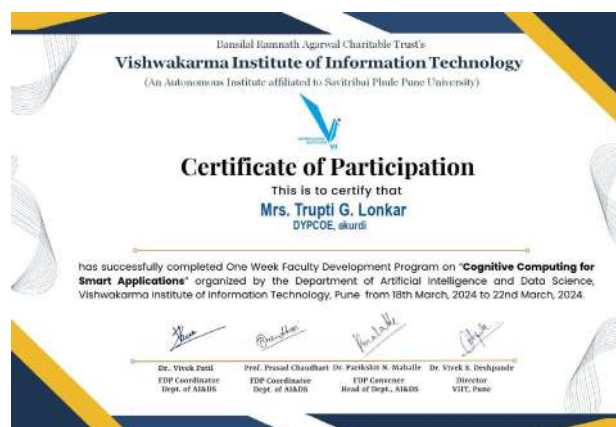 Bansilal Ramnath Agarwal Charitable Trust's
Vishwakarma Institute of Information Technology
(An Autonomous Institute affiliated to Savitribai Phule Pune University)
VI
Certificate of Participation
This is to certify that
Mrs. Trupti G. Lonkar
DYPCOE, akurdi
has successfully completed One Week Faculty Development Program on "Cognitive Computing for
Smart Applications" organized by the Department of Artificial Intelligence and Data Science,
Vishwakarma Institute of Information Technology, Pune from 18th March, 2024 to 22nd March, 2024.
Dr.. Vivek Patil Prof. Prasad Chaudhari Dr. Parikshit N. Mahalle Dr. Vivek S. Deshpande
FDP Coordinator FDP Coordinator FDP Convener Director
Dept. of AI&DS Dept. of AI&DS Head of Dept., AI&DS VIIT, Pune